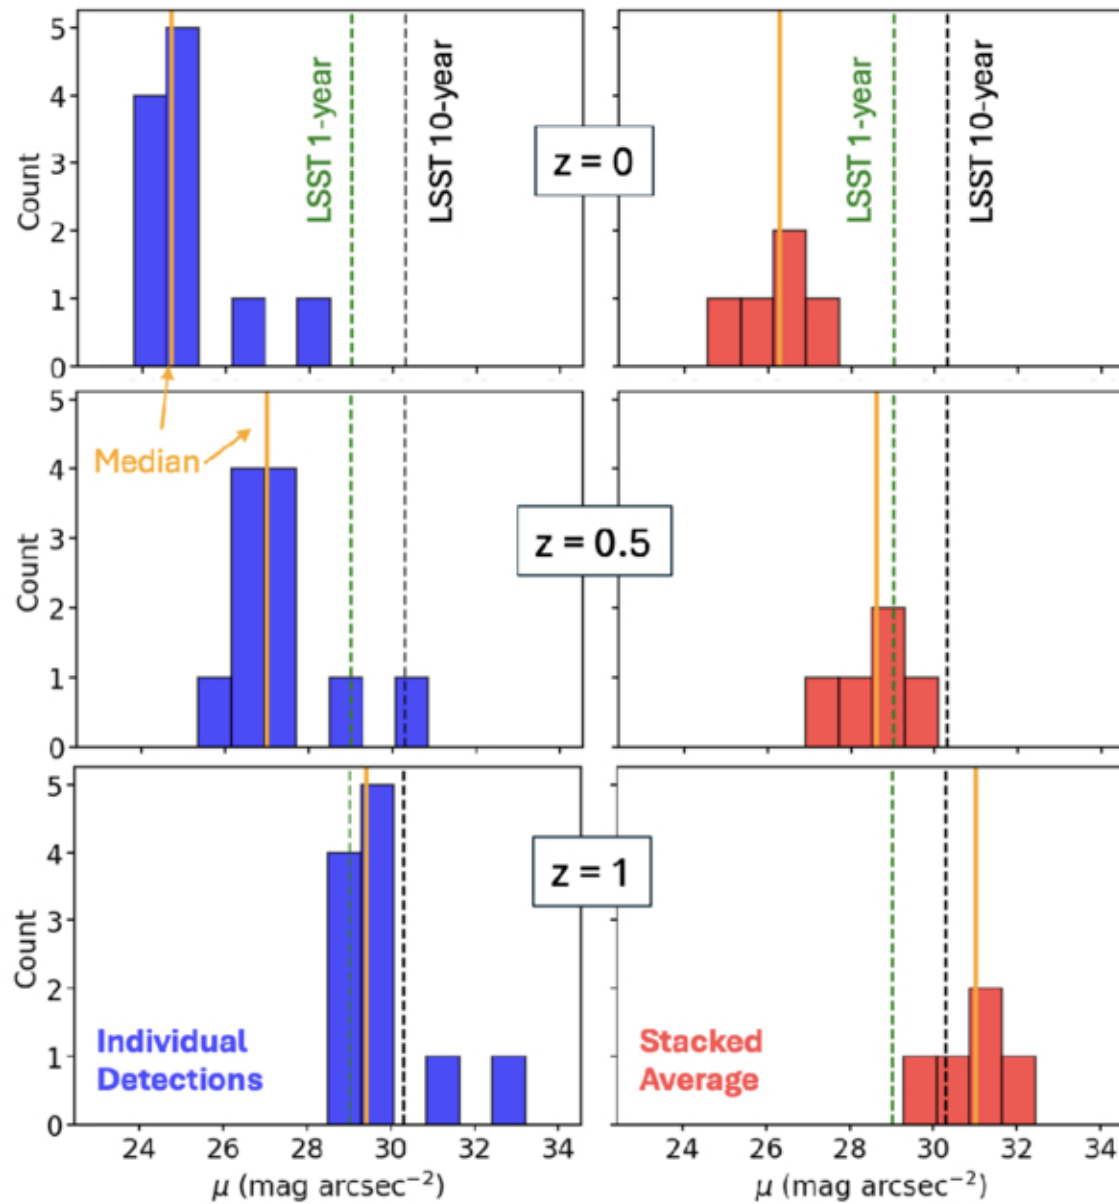 5
4
3
2
1
0
Count
LSST 1-year
LSST 10-year
z = 0
LSST 1-year
LSST 10-year
5
4
3
2
1
0
Count
Median
z = 0.5
5
4
3
2
1
0
Count
z = 1
Individual
Detections
Stacked
Average
24 26 28 30 32 34
μ (mag arcsec⁻²)
24 26 28 30 32 34
μ (mag arcsec⁻²)